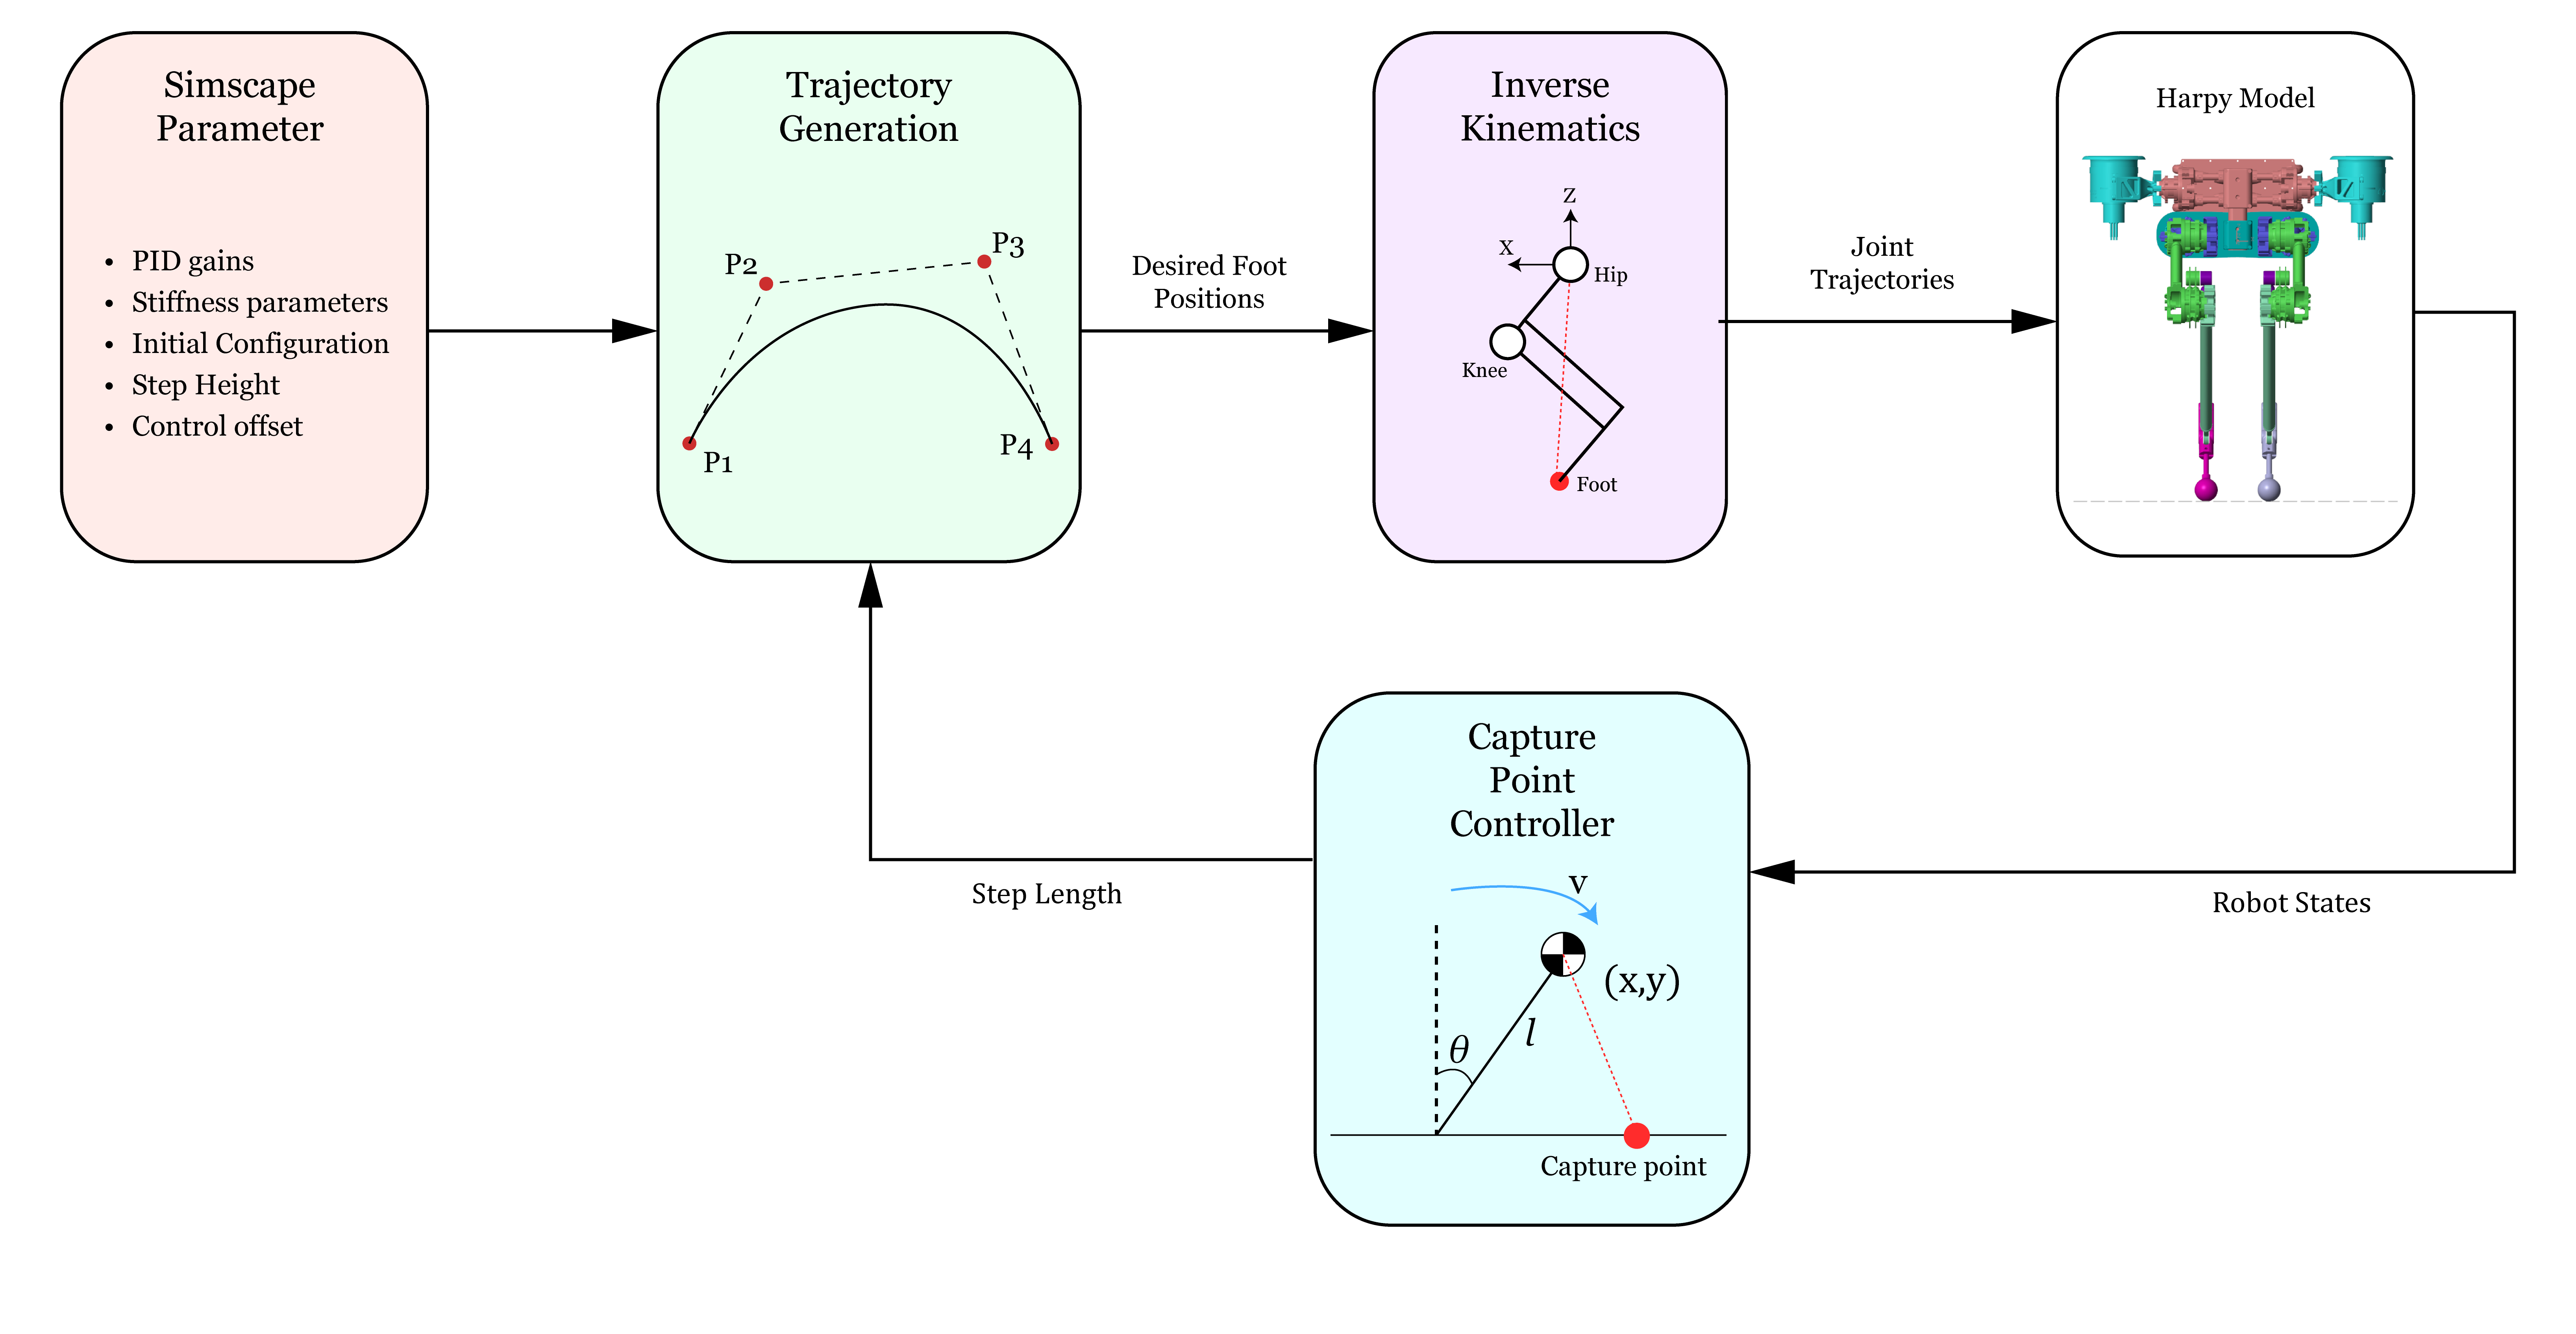 Simscape
Parameter
• PID gains
• Stiffness parameters
• Initial Configuration
• Step Height
• Control offset
Trajectory
Generation
P2
P3
P1
P4
Desired Foot
Positions
Inverse
Kinematics
Z
X
Hip
Knee
Foot
Joint
Trajectories
Harpy Model
Capture
Point
Controller
v
(x,y)
l
θ
Capture point
Step Length
Robot States